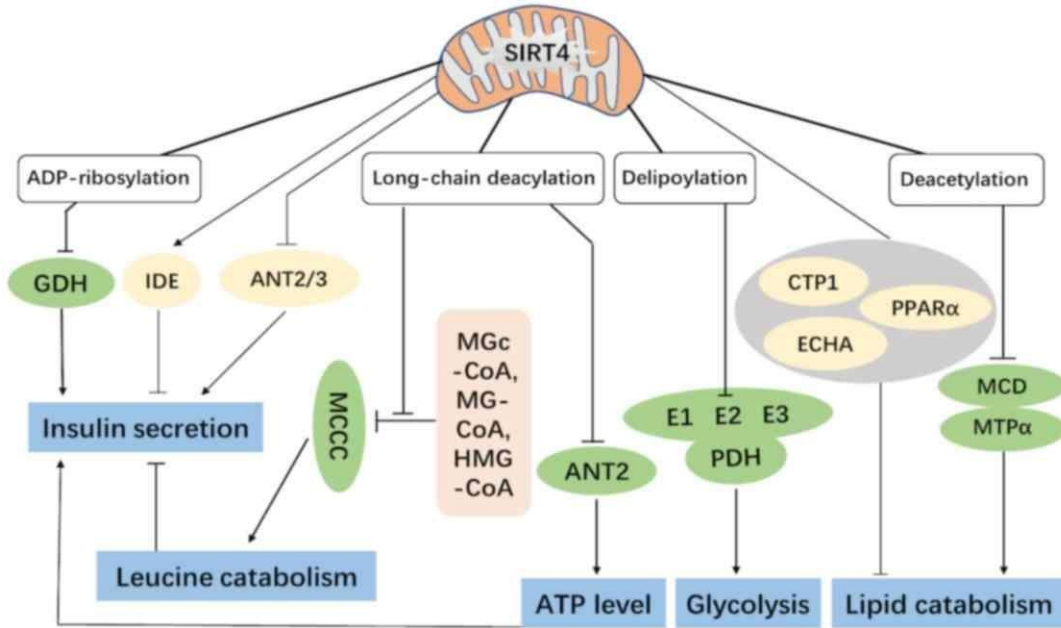 SIRT4
ADP-ribosylation
Long-chain deacylation
Delipoylation
Deacetylation
GDH
IDE
ANT2/3
CTP1
PPARα
ECHA
MGc
-CoA,
MG-
CoA,
HMG
-CoA
MCCC
E1 E2 E3
PDH
MCD
MTPα
Insulin secretion
ANT2
Leucine catabolism
ATP level
Glycolysis
Lipid catabolism